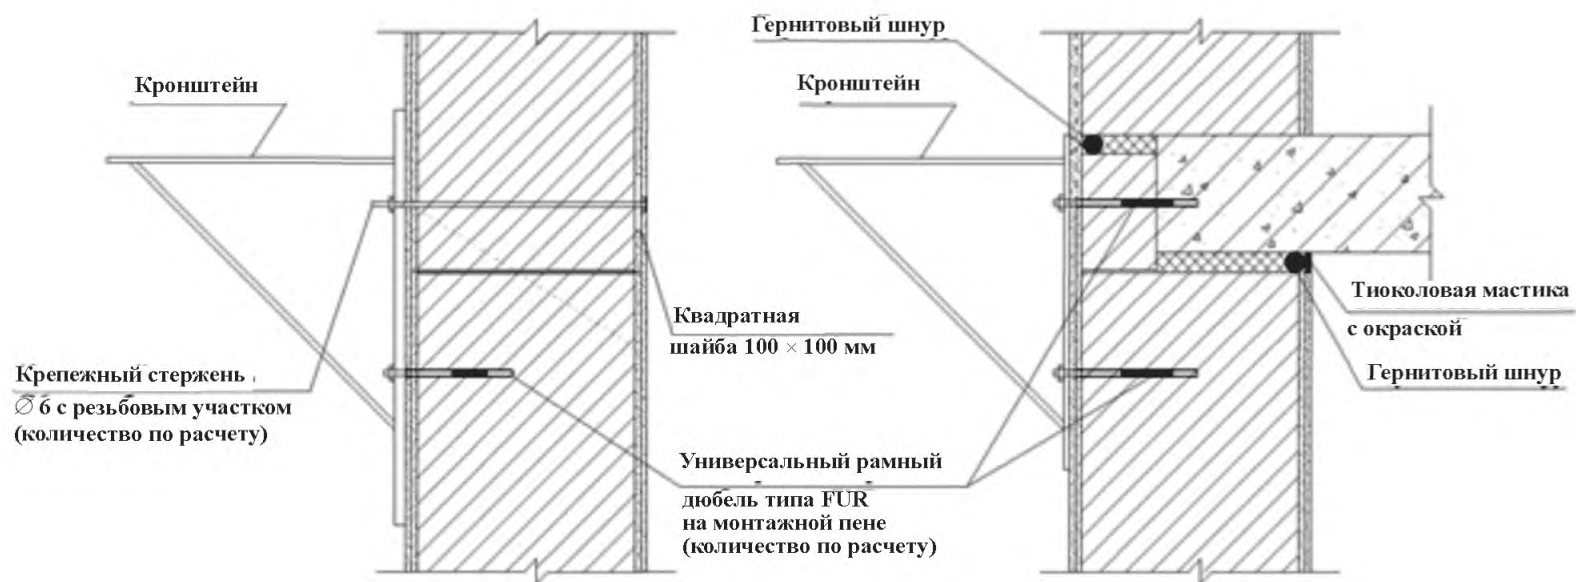 Гернитовый шнур
Кронштейн
Кронштейн
Квадратная
шайба 100 × 100 мм
Тиоколовая мастика
с окраской
Крепежный стержень
∅ 6 с резьбовым участком
(количество по расчету)
Гернитовый шнур
Универсальный рамный
дюбель типа FUR
на монтажной пене
(количество по расчету)